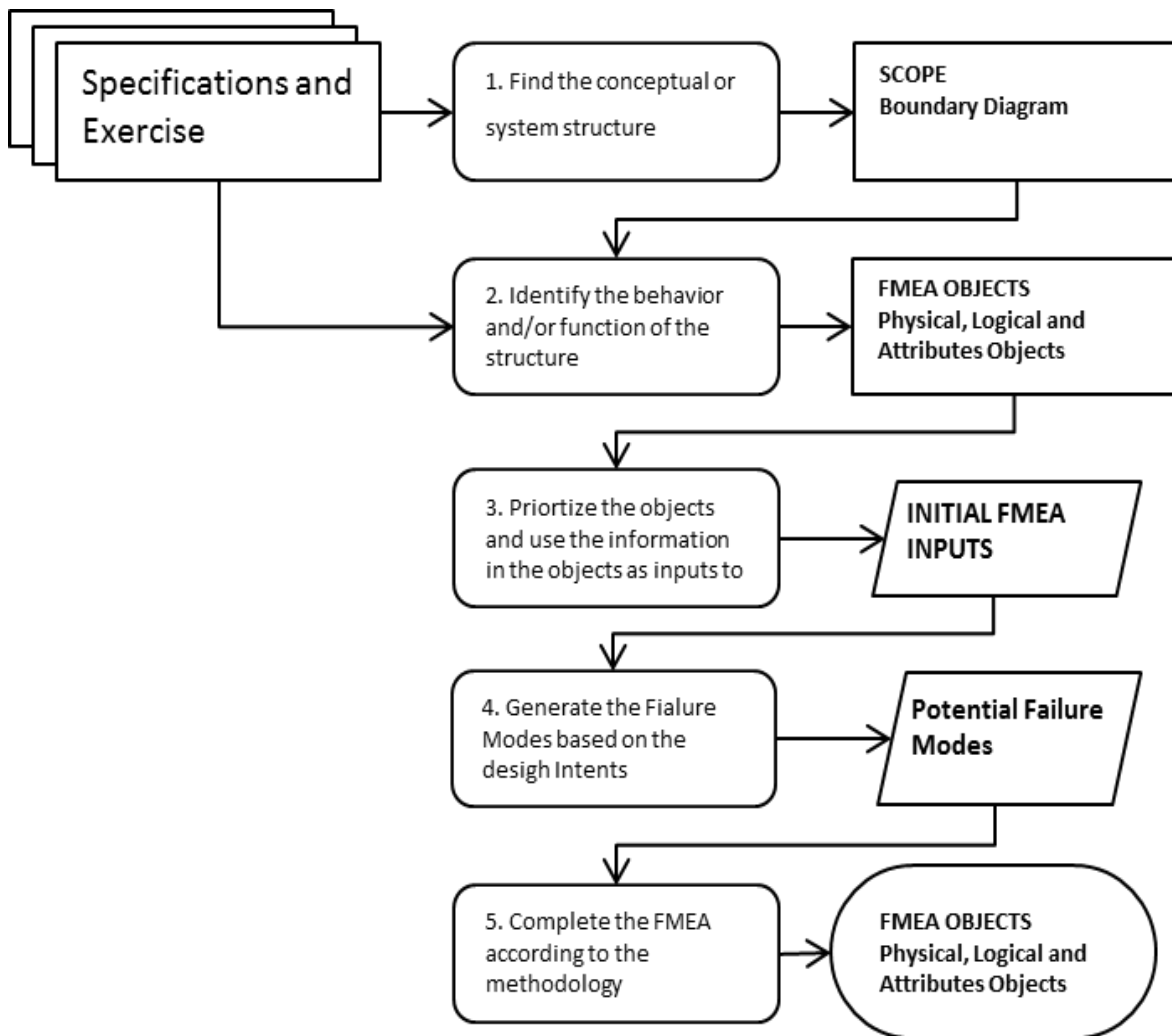 Specifications and
Exercise
1. Find the conceptual or
system structure
SCOPE
Boundary Diagram
2. Identify the behavior
and/or function of the
structure
FMEA OBJECTS
Physical, Logical and
Attributes Objects
3. Priortize the objects
and use the information
in the objects as inputs to
INITIAL FMEA
INPUTS
4. Generate the Fialure
Modes based on the
desigh Intents
Potential Failure
Modes
5. Complete the FMEA
according to the
methodology
FMEA OBJECTS
Physical, Logical and
Attributes Objects